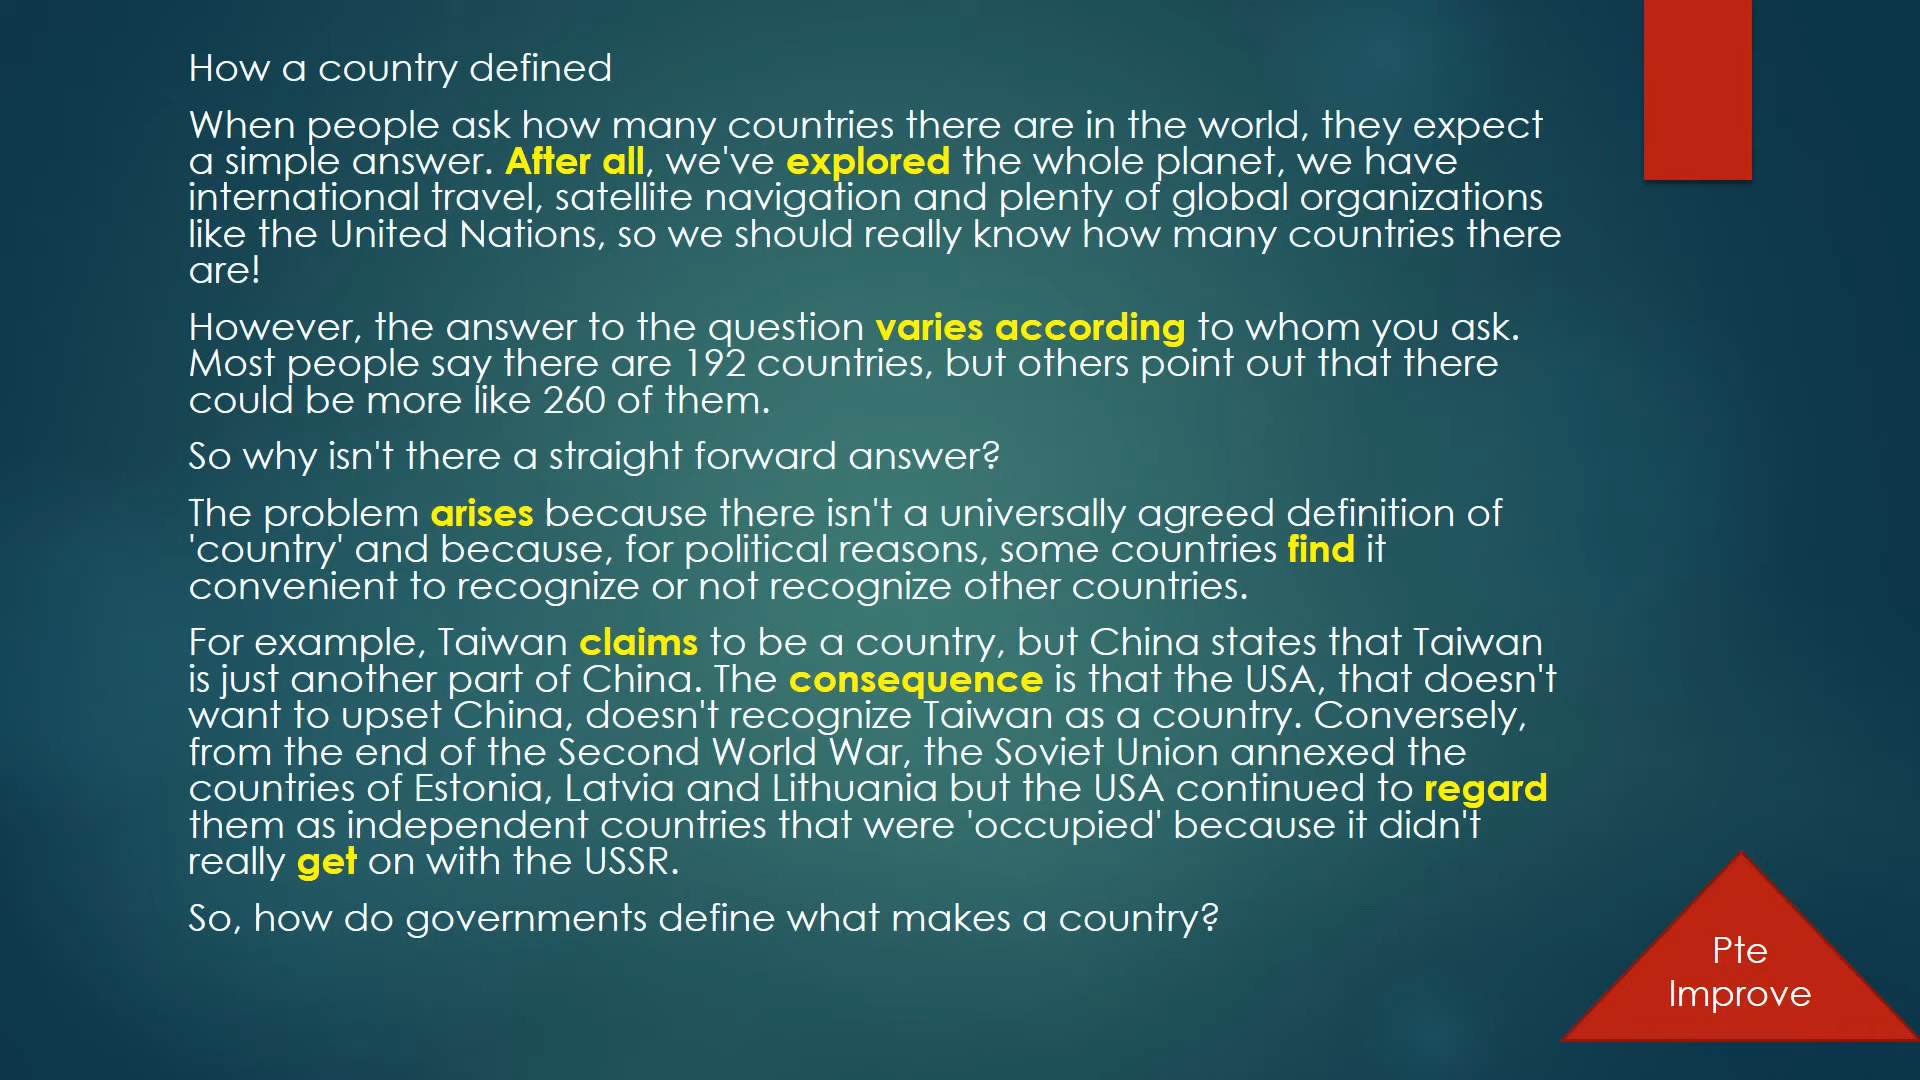 How a country defined
When people ask how many countries there are in the world, they expect
a simple answer. After all, we've explored the whole planet, we have
international travel, satellite navigation and plenty of global organizations
like the United Nations, so we should really know how many countries there
are!
However, the answer to the question varies according to whom you ask.
Most people say there are 192 countries, but others point out that there
could be more like 260 of them.
So why isn't there a straight forward answer?
The problem arises because there isn't a universally agreed definition of
'country' and because, for political reasons, some countries find it
convenient to recognize or not recognize other countries.
For example, Taiwan claims to be a country, but China states that Taiwan
is just another part of China. The consequence is that the USA, that doesn't
want to upset China, doesn't recognize Taiwan as a country. Conversely,
from the end of the Second World War, the Soviet Union annexed the
countries of Estonia, Latvia and Lithuania but the USA continued to regard
them as independent countries that were 'occupied' because it didn't
really get on with the USSR.
So, how do governments define what makes a country?
Pte
Improve